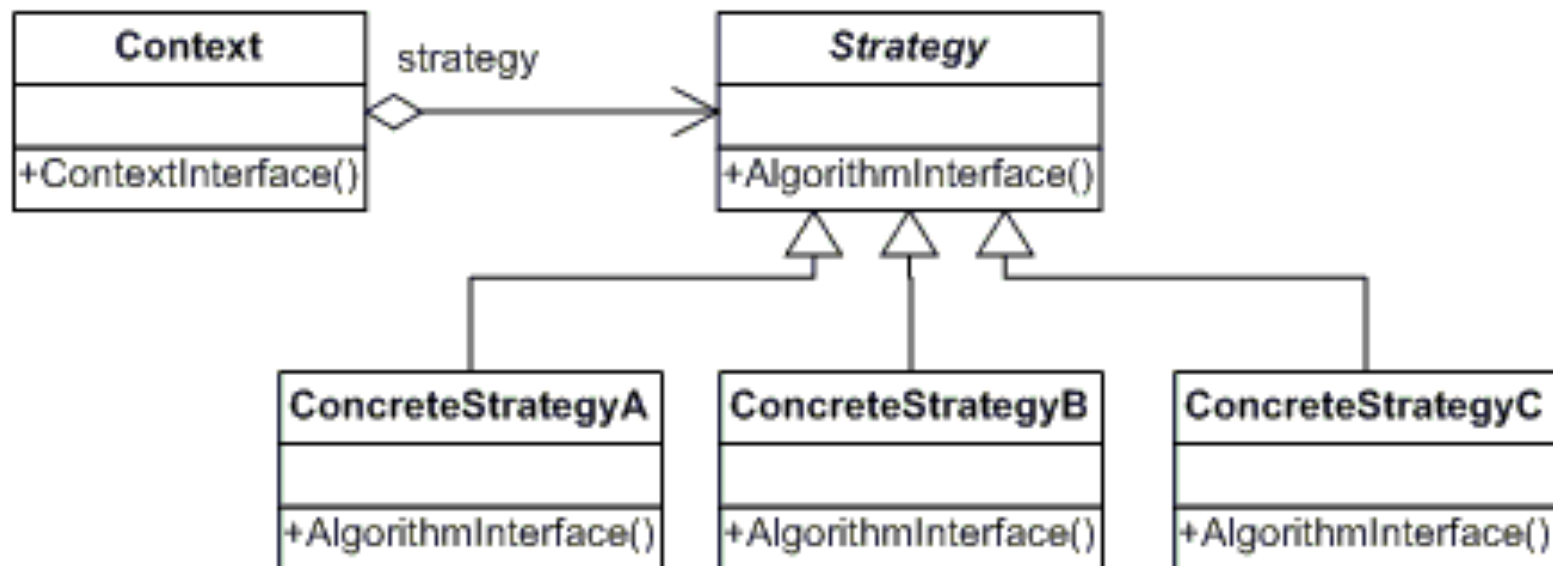 Context
strategy
Strategy
+ContextInterface()
+AlgorithmInterface()
ConcreteStrategyA
ConcreteStrategyB
ConcreteStrategyC
+AlgorithmInterface()
+AlgorithmInterface()
+AlgorithmInterface()